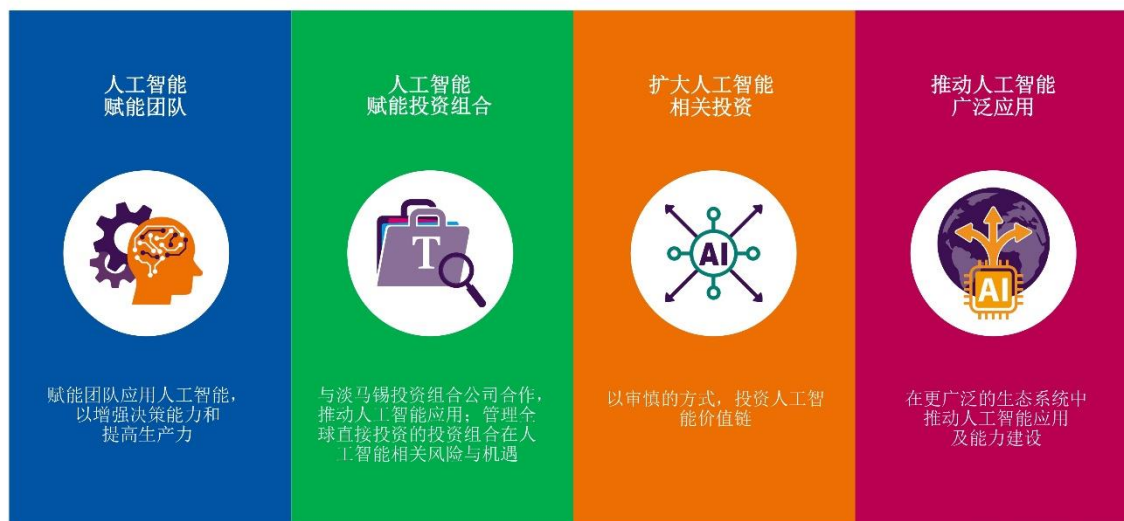 人工智能
赋能团队
赋能团队应用人工智能，
以增强决策能力和
提高生产力
人工智能
赋能投资组合
T
与淡马锡投资组合公司合作，
推动人工智能应用；管理全
球直接投资的投资组合在人
工智能相关风险与机遇
扩大人工智能
相关投资
AI
以审慎的方式，投资人工智
能价值链
推动人工智能
广泛应用
AI
在更广泛的生态系统中
推动人工智能应用
及能力建设